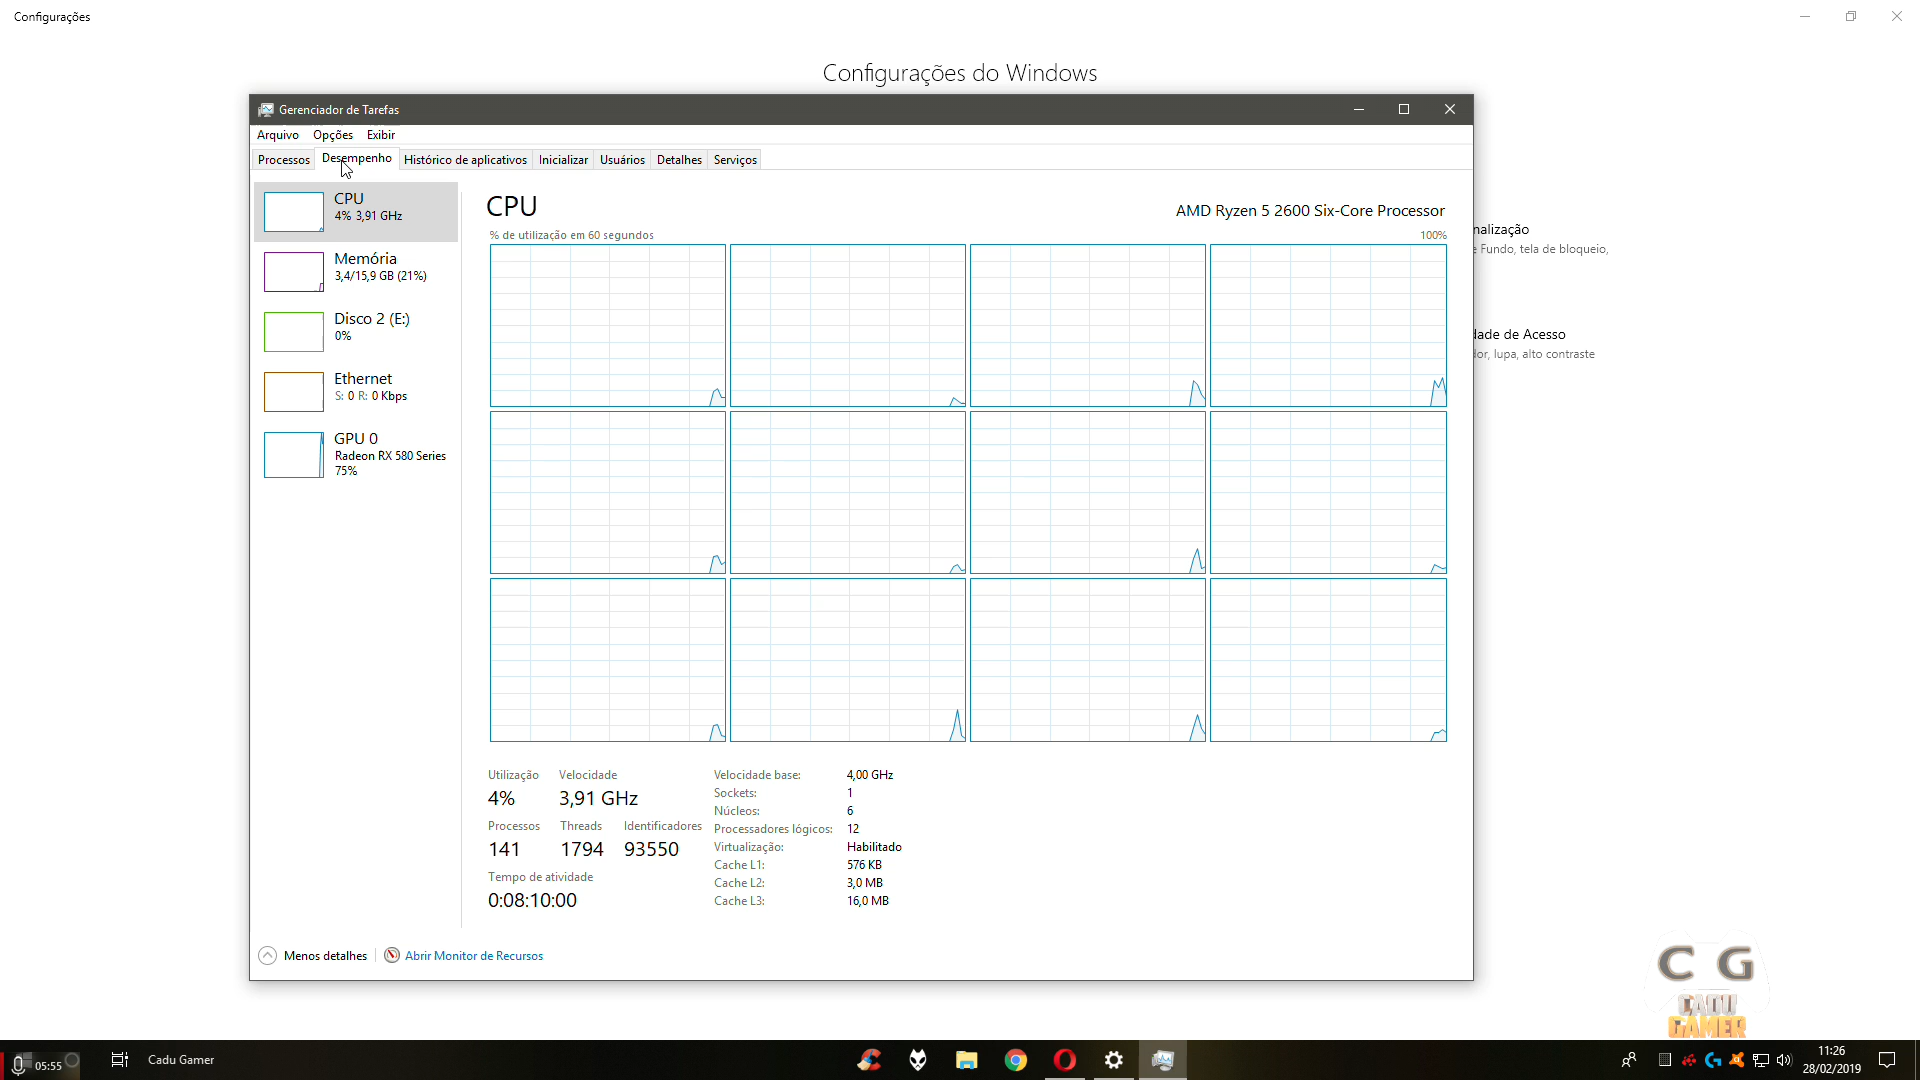 Configurações
Configurações do Windows
Gerenciador de Tarefas
Arquivo Opções Exibir
Processos Desempenho Histórico de aplicativos Inicializar Usuários Detalhes Serviços
CPU
4% 3,91 GHz
Memória
3,4/15,9 GB (21%)
Disco 2 (E:)
0%
Ethernet
S: 0 R: 0 Kbps
GPU 0
Radeon RX 580 Series
75%
CPU
AMD Ryzen 5 2600 Six-Core Processor
% de utilização em 60 segundos 100%
Utilização Velocidade
4% 3,91 GHz
Processos Threads Identificadores
141 1794 93550
Tempo de atividade
0:08:10:00
Velocidade base: 4,00 GHz
Sockets: 1
Núcleos: 6
Processadores lógicos: 12
Virtualização: Habilitado
Cache L1: 576 KB
Cache L2: 3,0 MB
Cache L3: 16,0 MB
Menos detalhes Abrir Monitor de Recursos
nalização
e Fundo, tela de bloqueio,
dade de Acesso
dor, lupa, alto contraste
C G
CADU
GAMER
05:55
Cadu Gamer
11:26
28/02/2019